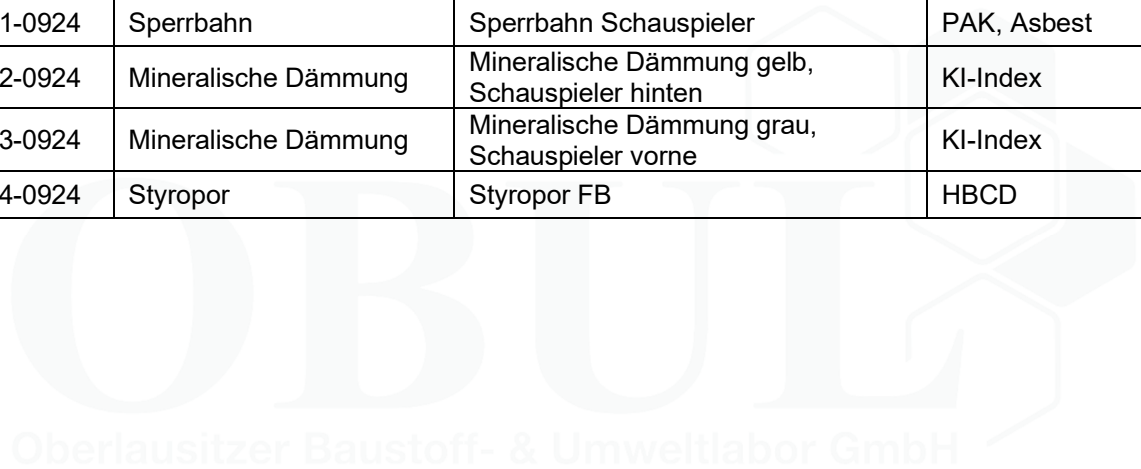 1-0924 Sperrbahn Sperrbahn Schauspieler PAK, Asbest
2-0924 Mineralische Dämmung Mineralische Dämmung gelb, Schauspieler hinten KI-Index
3-0924 Mineralische Dämmung Mineralische Dämmung grau, Schauspieler vorne KI-Index
4-0924 Styropor Styropor FB HBCD
OBUL
Oberlausitzer Baustoff- & Umweltlabor GmbH